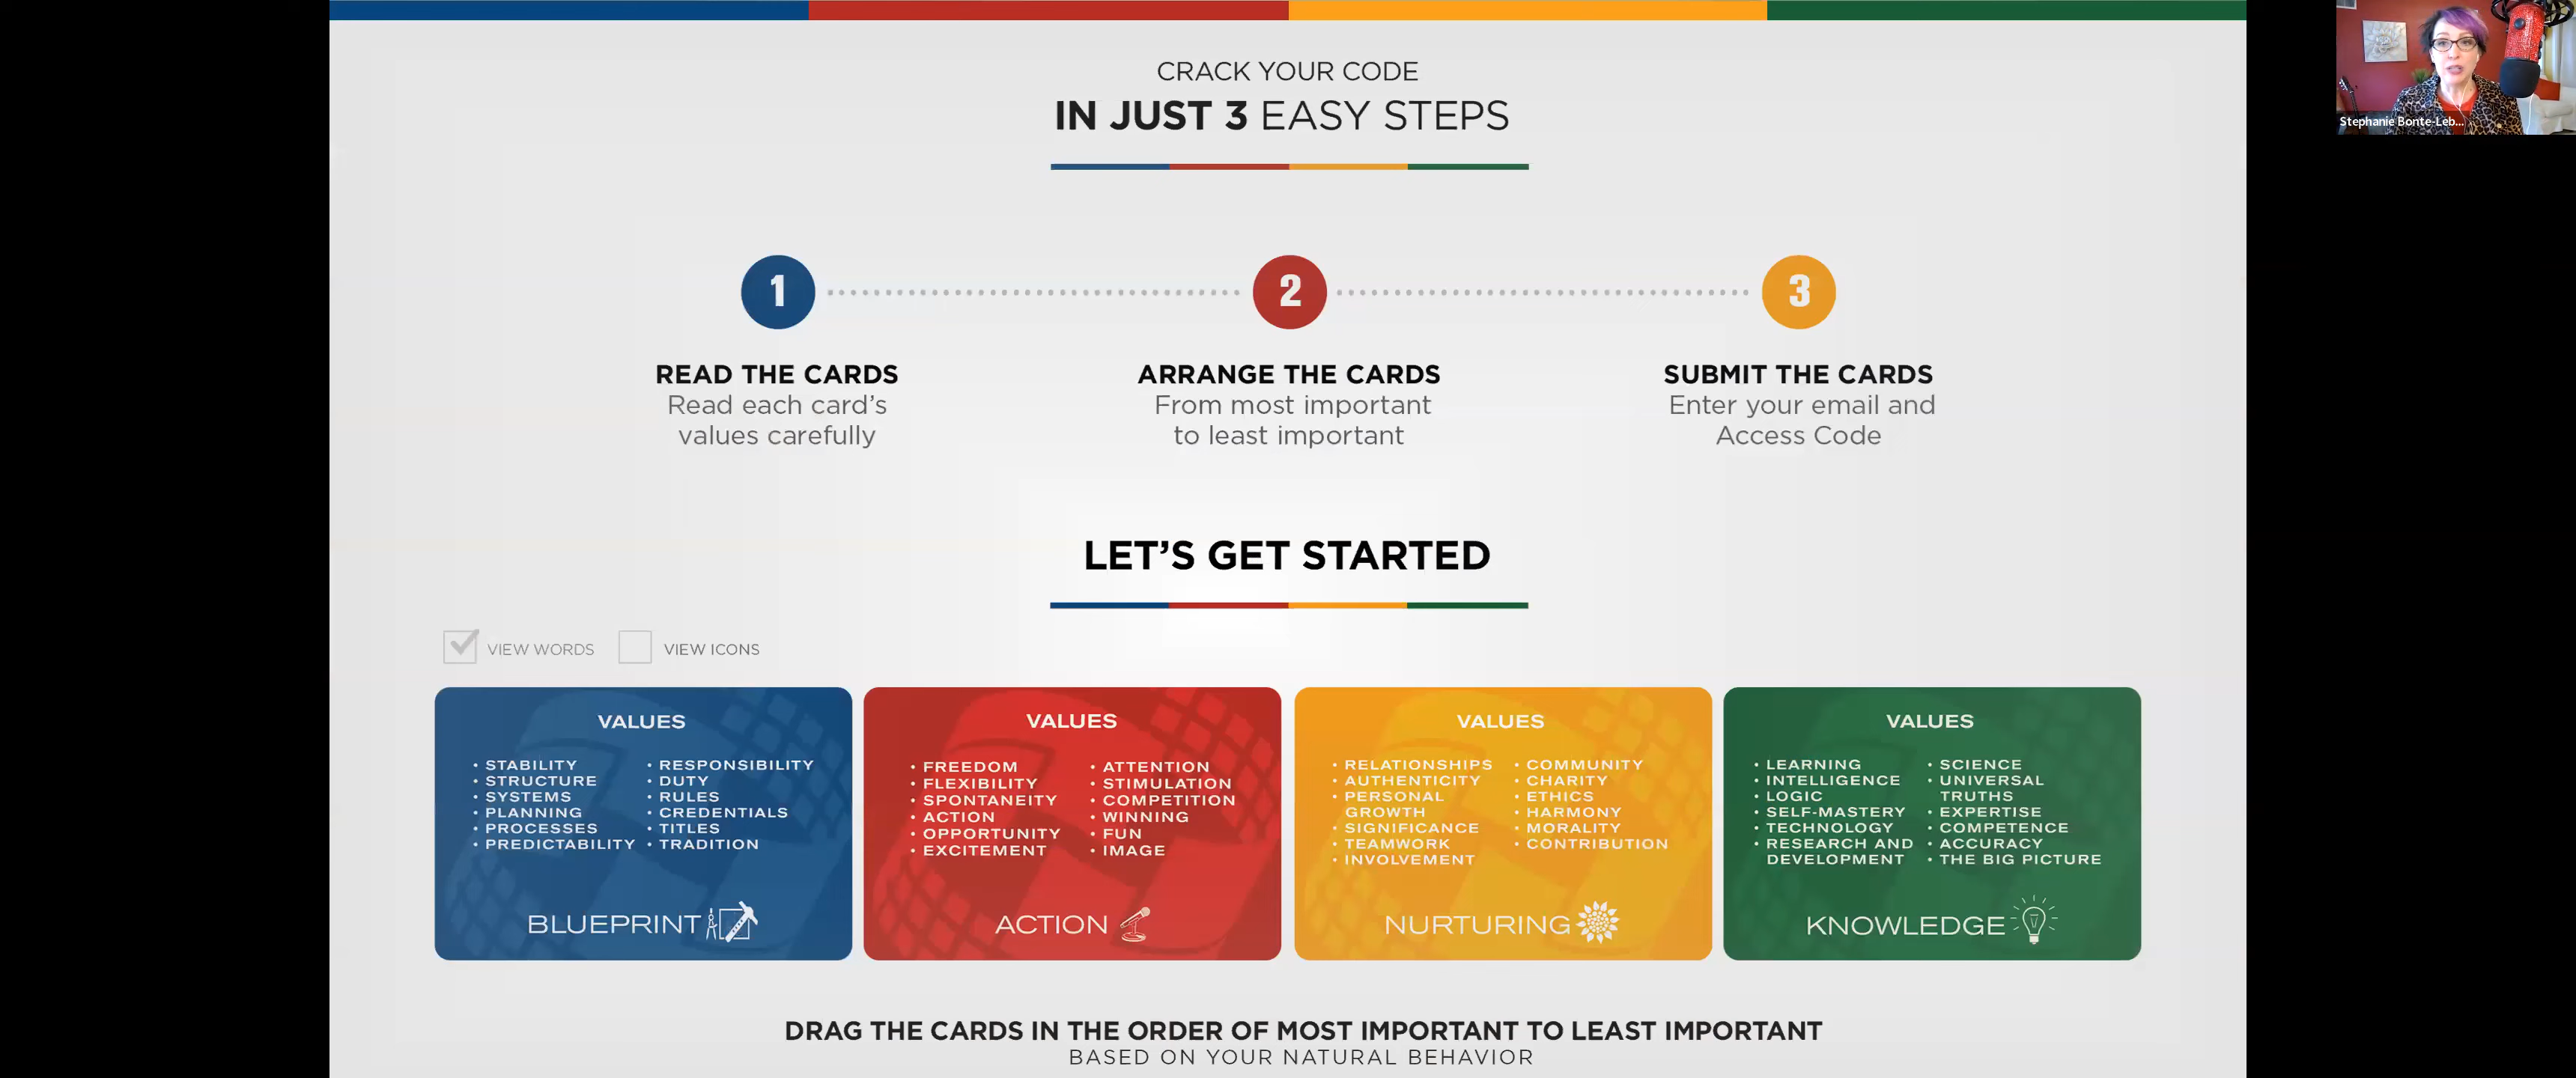 CRACK YOUR CODE
IN JUST 3 EASY STEPS
Stephanie Bonte-Leb...
1
2
3
READ THE CARDS
Read each card's
values carefully
ARRANGE THE CARDS
From most important
to least important
SUBMIT THE CARDS
Enter your email and
Access Code
LET'S GET STARTED
VIEW WORDS
VIEW ICONS
VALUES
• STABILITY
• STRUCTURE
• SYSTEMS
• PLANNING
• PROCESSES
• PREDICTABILITY
• RESPONSIBILITY
• DUTY
• RULES
• CREDENTIALS
• TITLES
• TRADITION
BLUEPRINT
VALUES
• FREEDOM
• FLEXIBILITY
• SPONTANEITY
• ACTION
• OPPORTUNITY
• EXCITEMENT
• ATTENTION
• STIMULATION
• COMPETITION
• WINNING
• FUN
• IMAGE
ACTION
VALUES
• RELATIONSHIPS
• AUTHENTICITY
• PERSONAL
GROWTH
• SIGNIFICANCE
• TEAMWORK
• INVOLVEMENT
• COMMUNITY
• CHARITY
• ETHICS
• HARMONY
• MORALITY
• CONTRIBUTION
NURTURING
VALUES
• LEARNING
• INTELLIGENCE
• LOGIC
• SELF-MASTERY
• TECHNOLOGY
• RESEARCH AND
DEVELOPMENT
• SCIENCE
• UNIVERSAL
TRUTHS
• EXPERTISE
• COMPETENCE
• ACCURACY
• THE BIG PICTURE
KNOWLEDGE
DRAG THE CARDS IN THE ORDER OF MOST IMPORTANT TO LEAST IMPORTANT
BASED ON YOUR NATURAL BEHAVIOR